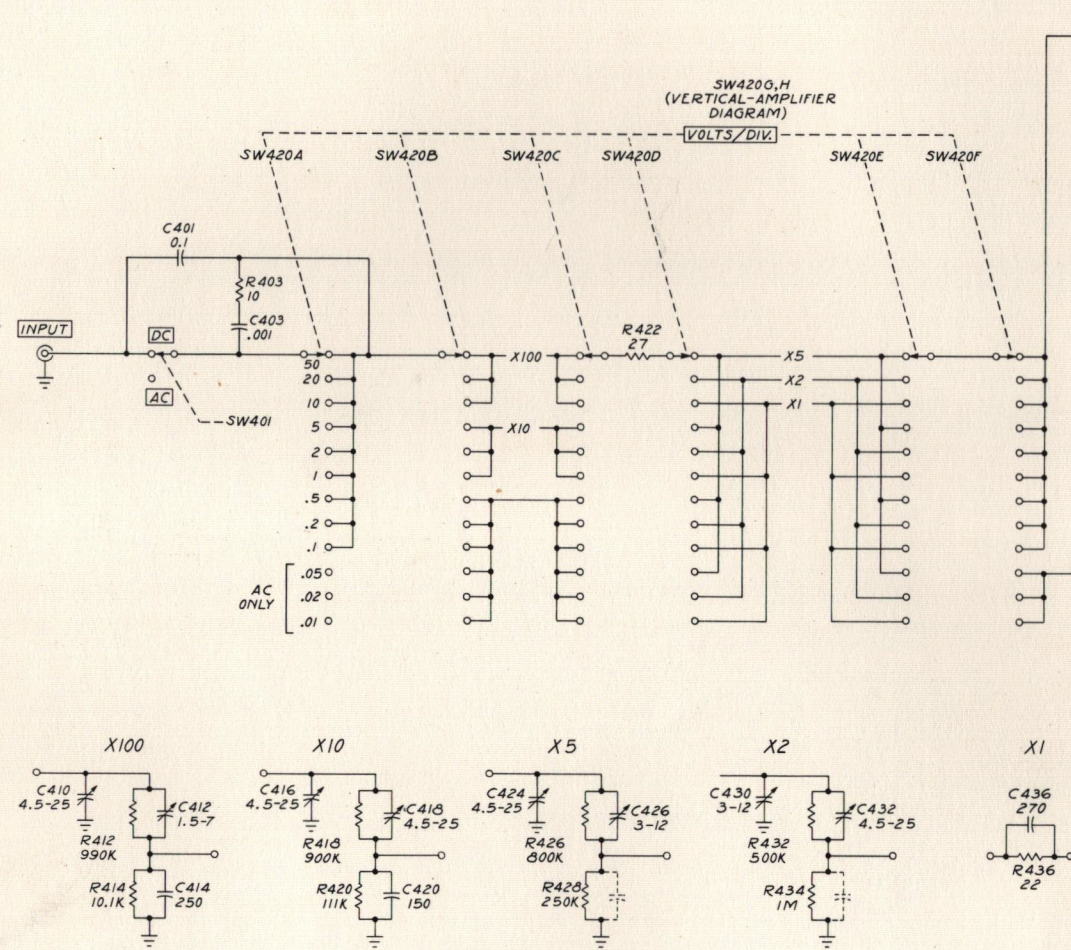 SW420G,H
(VERTICAL-AMPLIFIER
DIAGRAM)
VOLTS/DIV.
SW420A
SW420B
SW420C
SW420D
SW420E
SW420F
C401
0.1
R403
10
C403
.001
INPUT
DC
AC
SW401
R422
27
50
20
10
5
2
1
.5
.2
.1
.05
.02
.01
AC
ONLY
X100
X10
X5
X2
X1
X100
C410
4.5-25
C412
1.5-7
R412
990K
R414
10.1K
C414
250
X10
C416
4.5-25
C418
4.5-25
R418
900K
R420
111K
C420
150
X5
C424
4.5-25
C426
3-12
R426
800K
R428
250K
X2
C430
3-12
C432
4.5-25
R432
500K
R434
1M
X1
C436
270
R436
22